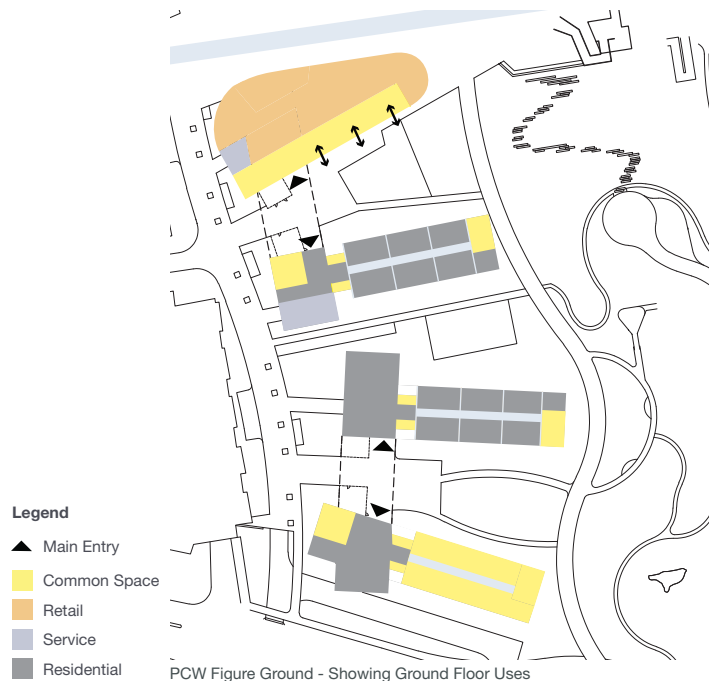 Legend
Main Entry
Common Space
Retail
Service
Residential
PCW Figure Ground - Showing Ground Floor Uses